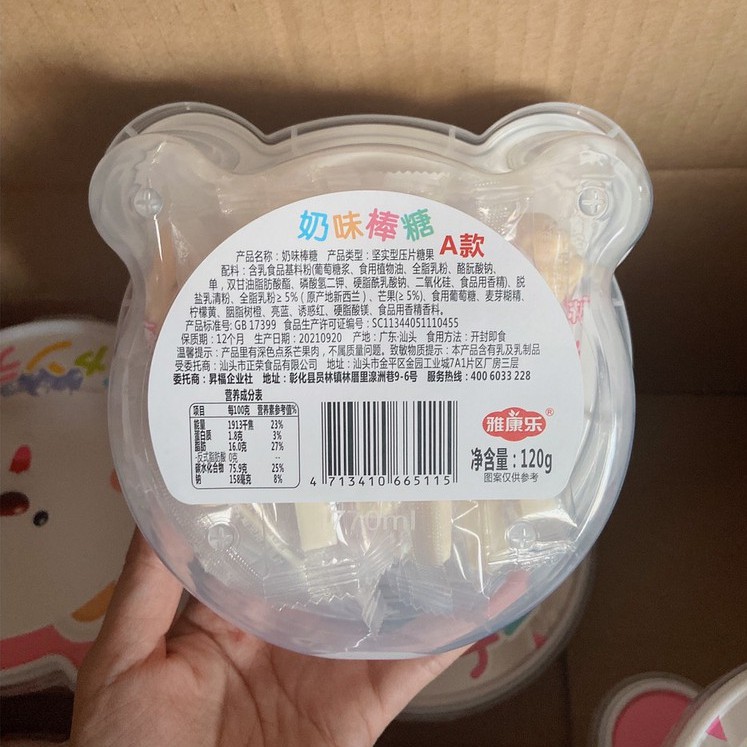 奶味棒糖
A款
产品名称：奶味棒糖 产品类型：坚实型压片糖果
配料：含乳食品基料粉(葡萄糖浆、食用植物油、全脂乳粉、酪朊酸钠、
单，双甘油脂肪酸酯、磷酸氢二钾、硬脂酰乳酸钠、二氧化硅、食品用香精)、脱
盐乳清粉、全脂乳粉≥5%（原产地新西兰）、芒果(≥5%)、食用葡萄糖、麦芽糊精、
柠檬黄、胭脂树橙、亮蓝、诱惑红、硬脂酸镁、食品用香精香料。
产品标准号: GB 17399 食品生产许可证编号：SC11344051110455
保质期：12个月 生产日期：20210920 产地：广东·汕头 食用方法：开封即食
温馨提示：产品里有深色点系芒果肉，不属质量问题。致敏物质提示：本产品含有乳及乳制品
受委托商：汕头市正荣食品有限公司 地址：汕头市金平区金园工业城7A1片区厂房三层
委托商：昇福企业社 地址：彰化县员林镇林厝里湶洲巷9-6号 服务热线：400 6033 228
营养成分表
项目 每100克 营养素参考值%
能量 1913千焦 23%
蛋白质 1.8克 3%
脂肪 16.0克 27%
-反式脂肪酸 0克 --
碳水化合物 75.9克 25%
钠 158毫克 8%
4 713410 665115
雅康乐®
净含量：120g
图案仅供参考
770ml